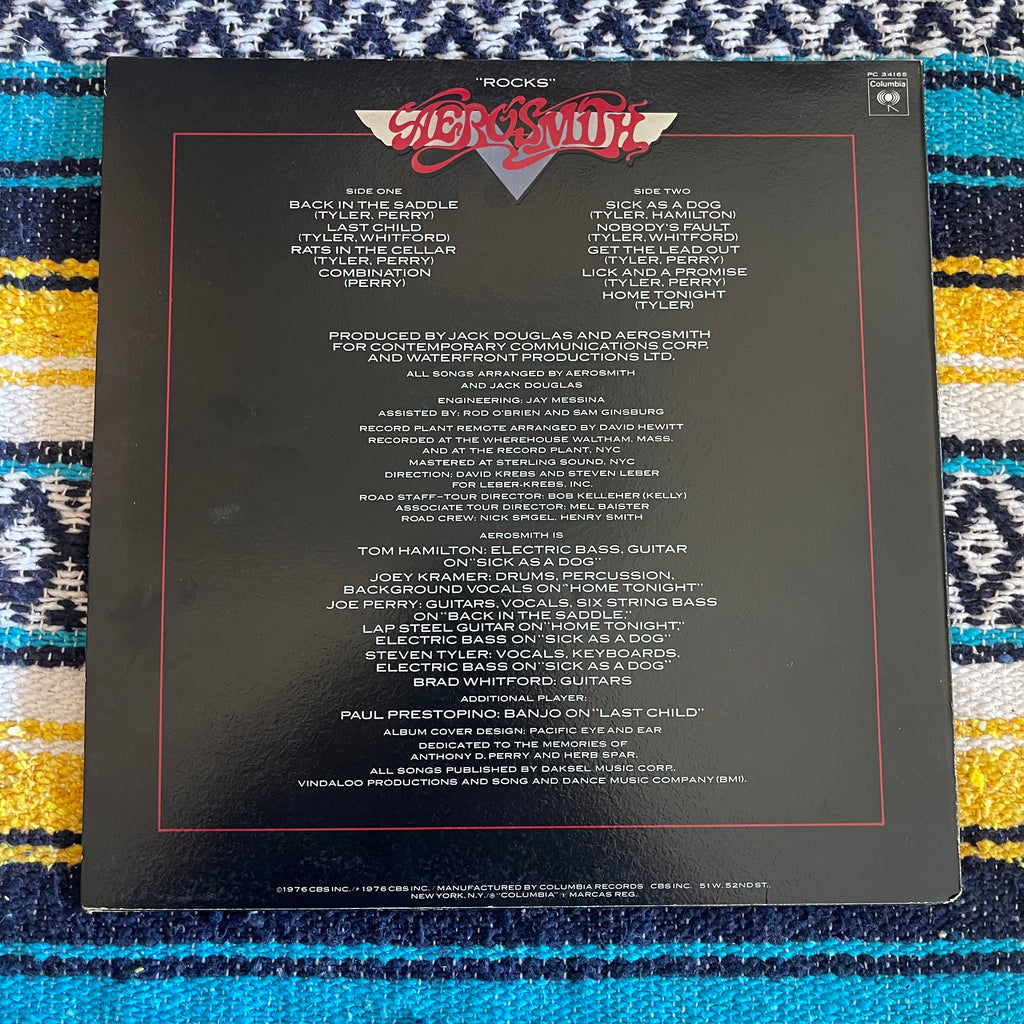 "ROCKS"
PC 34165
Columbia
AEROSMITH
SIDE ONE
BACK IN THE SADDLE
(TYLER, PERRY)
LAST CHILD
(TYLER, WHITFORD)
RATS IN THE CELLAR
(TYLER, PERRY)
COMBINATION
(PERRY)
SIDE TWO
SICK AS A DOG
(TYLER, HAMILTON)
NOBODY'S FAULT
(TYLER, WHITFORD)
GET THE LEAD OUT
(TYLER, PERRY)
LICK AND A PROMISE
(TYLER, PERRY)
HOME TONIGHT
(TYLER)
PRODUCED BY JACK DOUGLAS AND AEROSMITH
FOR CONTEMPORARY COMMUNICATIONS CORP.
AND WATERFRONT PRODUCTIONS LTD.
ALL SONGS ARRANGED BY AEROSMITH
AND JACK DOUGLAS
ENGINEERING: JAY MESSINA
ASSISTED BY: ROD O'BRIEN AND SAM GINSBURG
RECORD PLANT REMOTE ARRANGED BY DAVID HEWITT
RECORDED AT THE WHEREHOUSE WALTHAM, MASS.
AND AT THE RECORD PLANT, NYC
MASTERED AT STERLING SOUND, NYC
DIRECTION: DAVID KREBS AND STEVEN LEBER
FOR LEBER-KREBS, INC.
ROAD STAFF-TOUR DIRECTOR: BOB KELLEHER (KELLY)
ASSOCIATE TOUR DIRECTOR: MEL BAISTER
ROAD CREW: NICK SPIGEL, HENRY SMITH
AEROSMITH IS
TOM HAMILTON: ELECTRIC BASS, GUITAR
ON "SICK AS A DOG"
JOEY KRAMER: DRUMS, PERCUSSION,
BACKGROUND VOCALS ON "HOME TONIGHT"
JOE PERRY: GUITARS, VOCALS, SIX STRING BASS
ON "BACK IN THE SADDLE,"
LAP STEEL GUITAR ON "HOME TONIGHT,"
ELECTRIC BASS ON "SICK AS A DOG"
STEVEN TYLER: VOCALS, KEYBOARDS,
ELECTRIC BASS ON "SICK AS A DOG"
BRAD WHITFORD: GUITARS
ADDITIONAL PLAYER:
PAUL PRESTOPINO: BANJO ON "LAST CHILD"
ALBUM COVER DESIGN: PACIFIC EYE AND EAR
DEDICATED TO THE MEMORIES OF
ANTHONY D. PERRY AND HERB SPAR.
ALL SONGS PUBLISHED BY DAKSEL MUSIC CORP.
VINDALOO PRODUCTIONS AND SONG AND DANCE MUSIC COMPANY (BMI).
©1976 CBS INC./℗ 1976 CBS INC./ MANUFACTURED BY COLUMBIA RECORDS CBS INC. 51 W. 52ND ST.,
NEW YORK, N.Y./® "COLUMBIA" MARCAS REG.